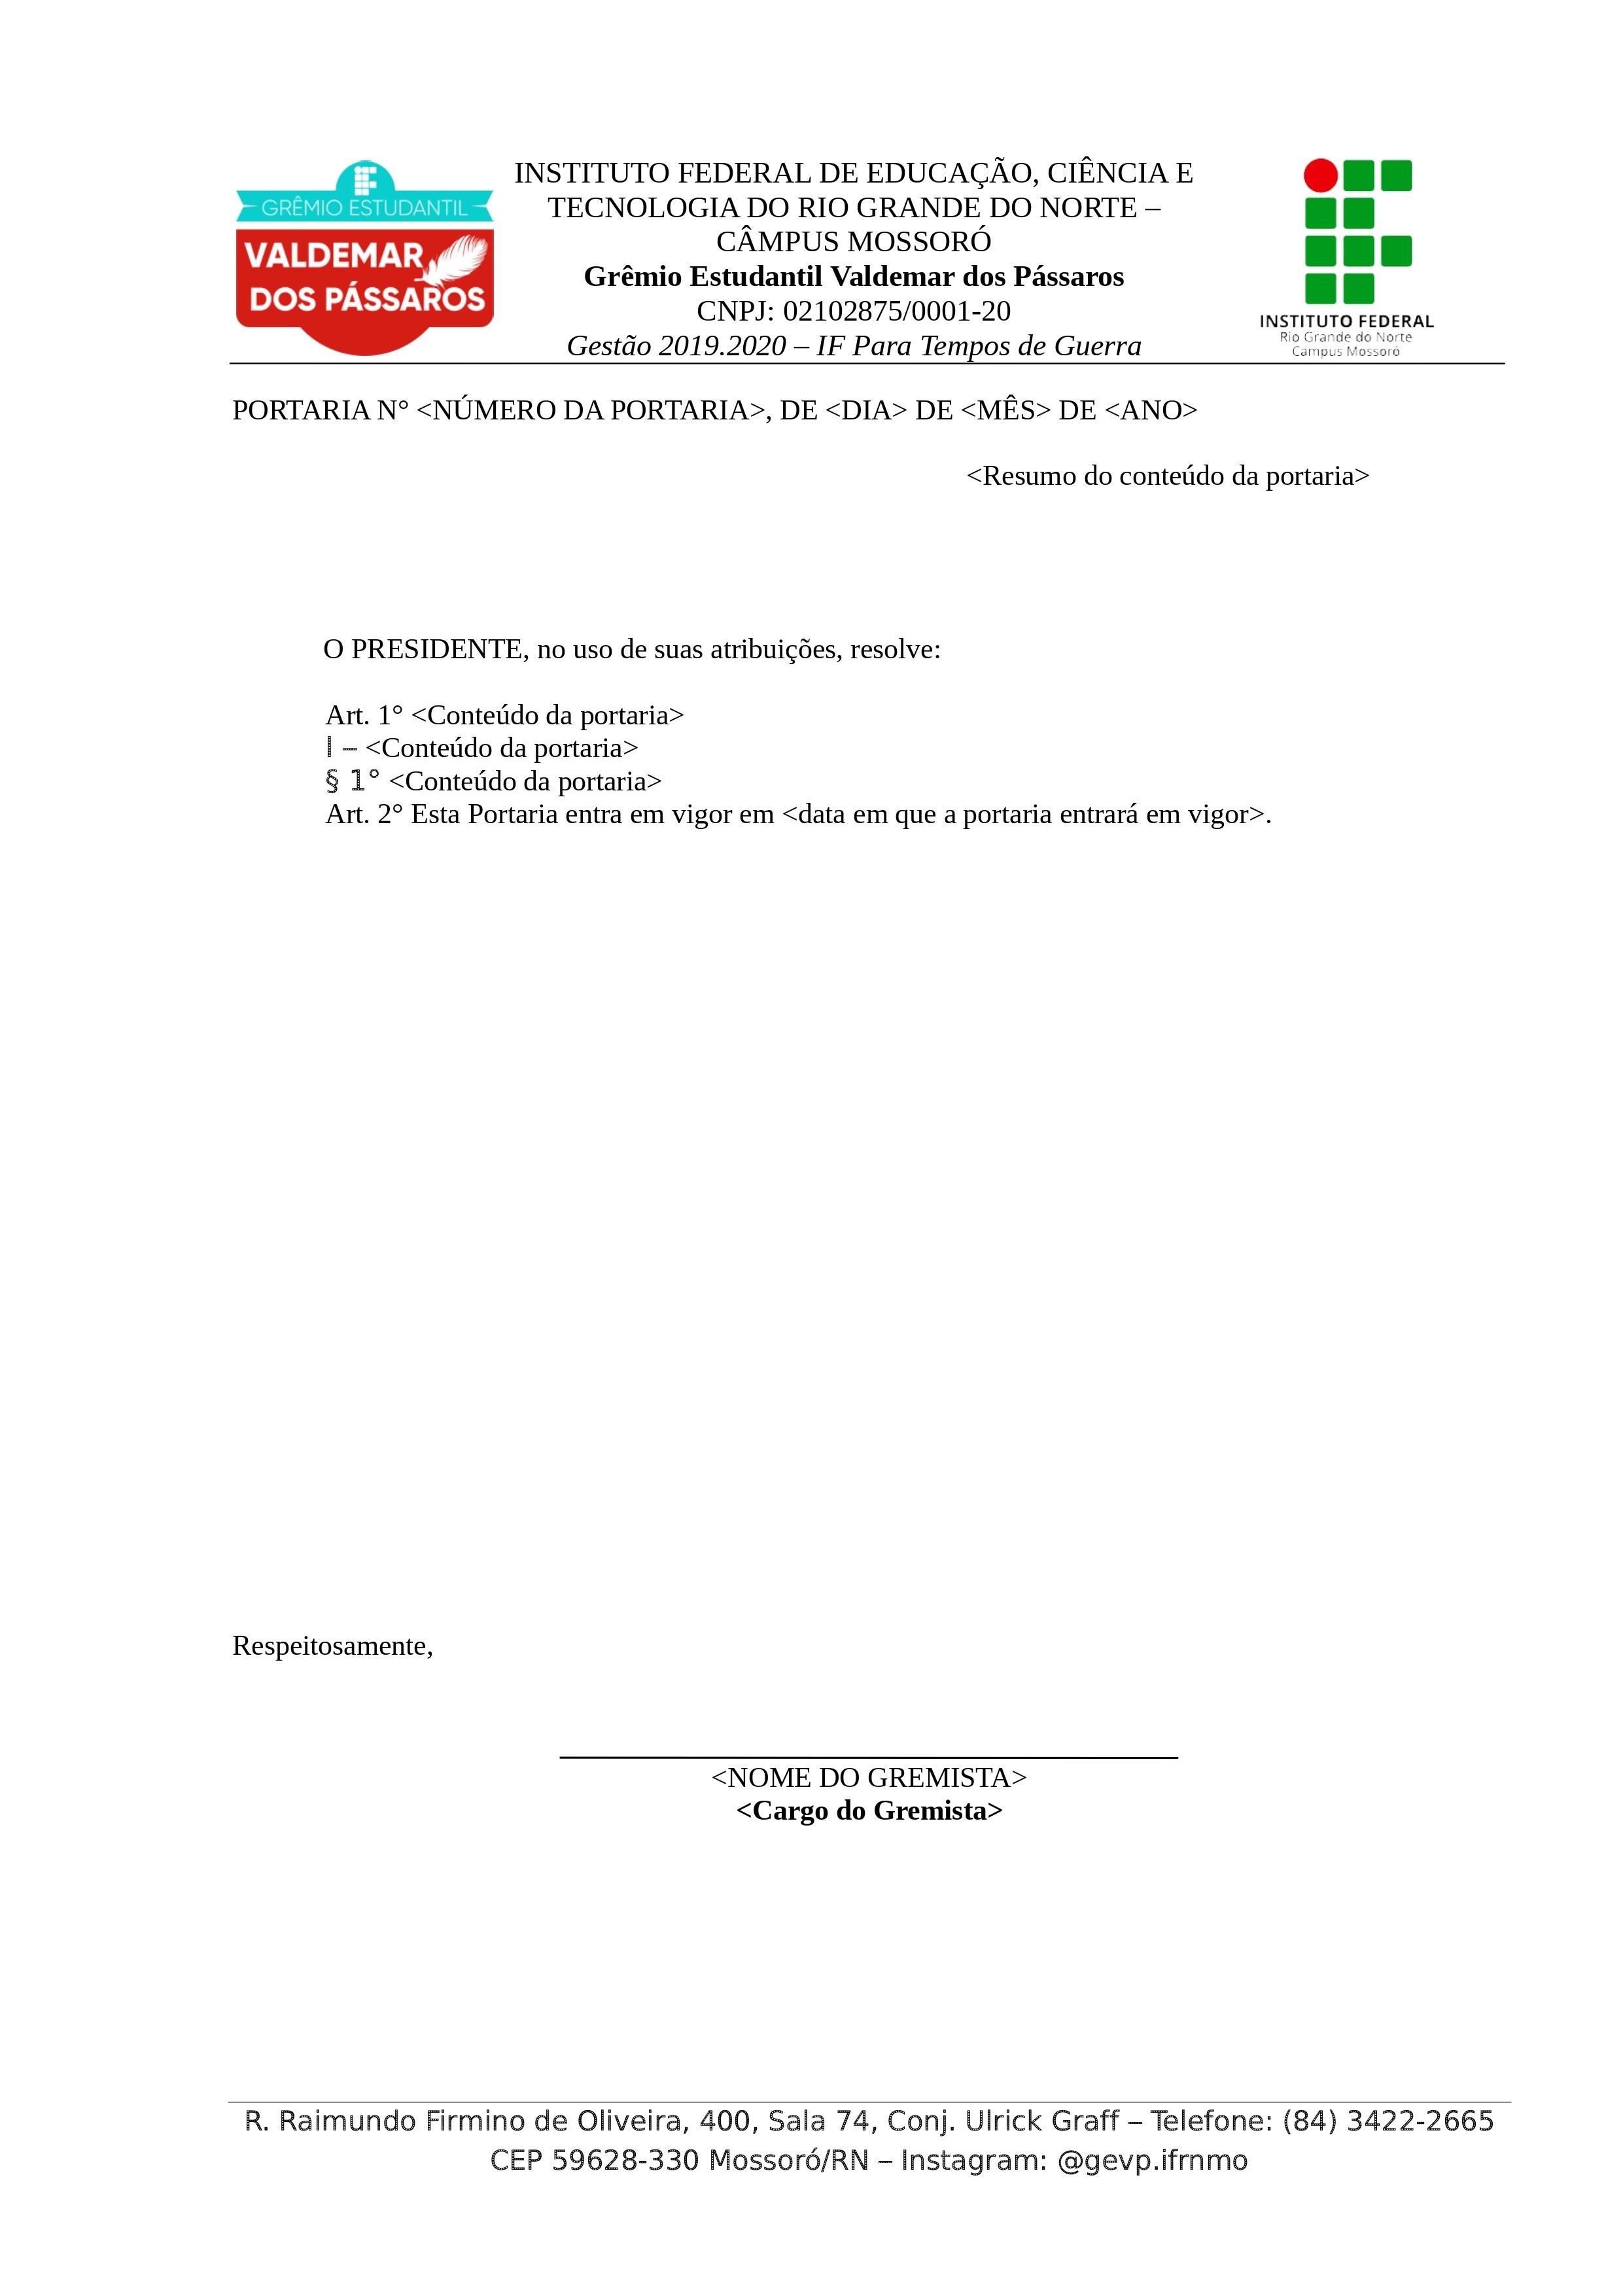 GRÊMIO ESTUDANTIL
VALDEMAR
DOS PÁSSAROS
INSTITUTO FEDERAL DE EDUCAÇÃO, CIÊNCIA E
TECNOLOGIA DO RIO GRANDE DO NORTE –
CÂMPUS MOSSORÓ
Grêmio Estudantil Valdemar dos Pássaros
CNPJ: 02102875/0001-20
Gestão 2019.2020 – IF Para Tempos de Guerra
INSTITUTO FEDERAL
Rio Grande do Norte
Campus Mossoró
PORTARIA N° <NÚMERO DA PORTARIA>, DE <DIA> DE <MÊS> DE <ANO>
<Resumo do conteúdo da portaria>
O PRESIDENTE, no uso de suas atribuições, resolve:
Art. 1° <Conteúdo da portaria>
I – <Conteúdo da portaria>
§ 1° <Conteúdo da portaria>
Art. 2° Esta Portaria entra em vigor em <data em que a portaria entrará em vigor>.
Respeitosamente,
<NOME DO GREMISTA>
<Cargo do Gremista>
R. Raimundo Firmino de Oliveira, 400, Sala 74, Conj. Ulrick Graff – Telefone: (84) 3422-2665
CEP 59628-330 Mossoró/RN – Instagram: @gevp.ifrnmo